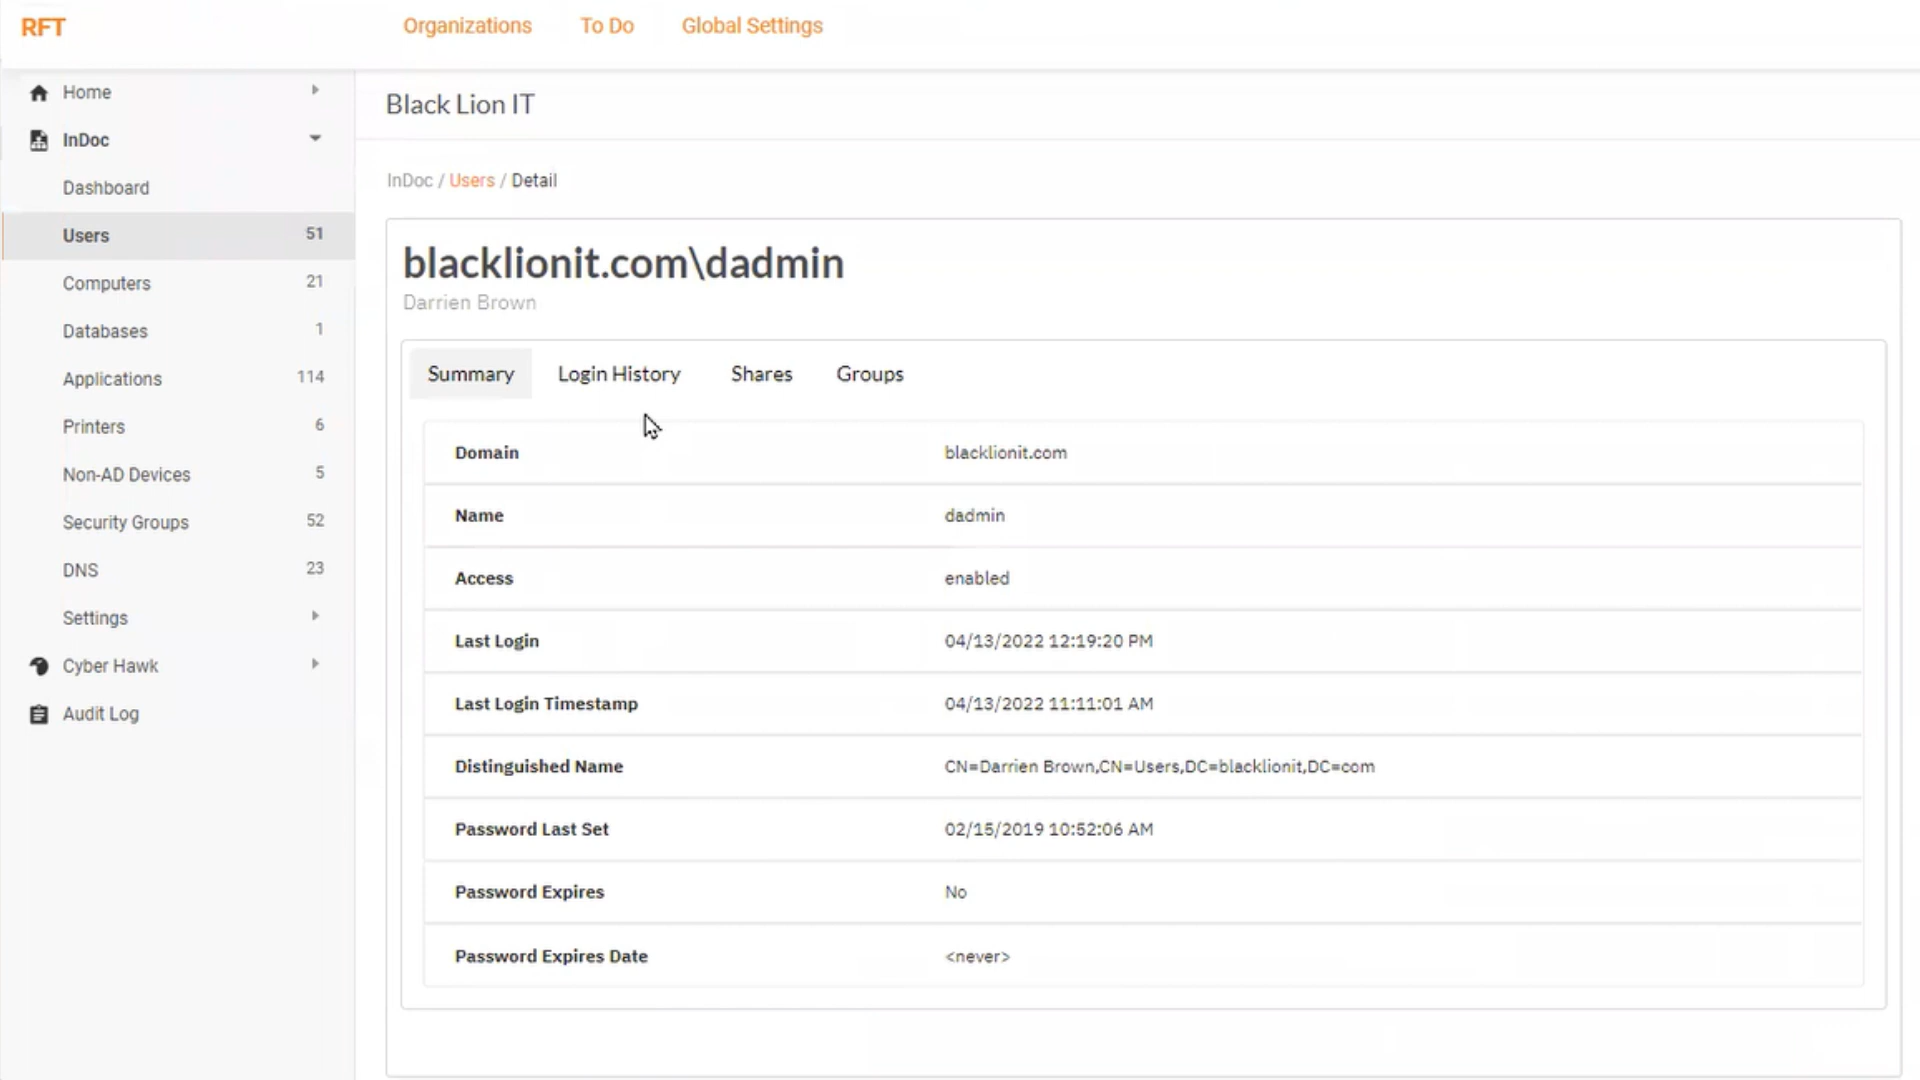 RFT
Organizations To Do Global Settings
Home
InDoc
Dashboard
Users 51
Computers 21
Databases 1
Applications 114
Printers 6
Non-AD Devices 5
Security Groups 52
DNS 23
Settings
Cyber Hawk
Audit Log
Black Lion IT
InDoc / Users / Detail
blacklionit.com\dadmin
Darrien Brown
Summary Login History Shares Groups
Domain blacklionit.com
Name dadmin
Access enabled
Last Login 04/13/2022 12:19:20 PM
Last Login Timestamp 04/13/2022 11:11:01 AM
Distinguished Name CN=Darrien Brown,CN=Users,DC=blacklionit,DC=com
Password Last Set 02/15/2019 10:52:06 AM
Password Expires No
Password Expires Date <never>